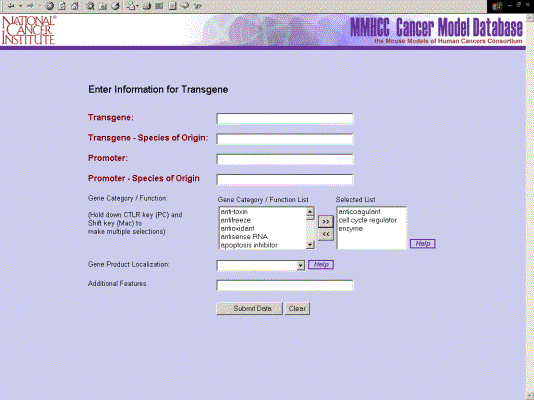 NATIONAL®
CANCER
INSTITUTE
MMHCC Cancer Model Database
the Mouse Models of Human Cancers Consortium
Enter Information for Transgene
Transgene:
Transgene - Species of Origin:
Promoter:
Promoter - Species of Origin
Gene Category / Function:
Gene Category / Function List
Selected List
(Hold down CTLR key (PC) and
Shift key (Mac) to
make multiple selections)
anti-toxin
antifreeze
antioxidant
antisense RNA
apoptosis inhibitor
>>
<<
anticoagulant
cell cycle regulator
enzyme
Help
Gene Product Localization:
Help
Additional Features
Submit Data
Clear